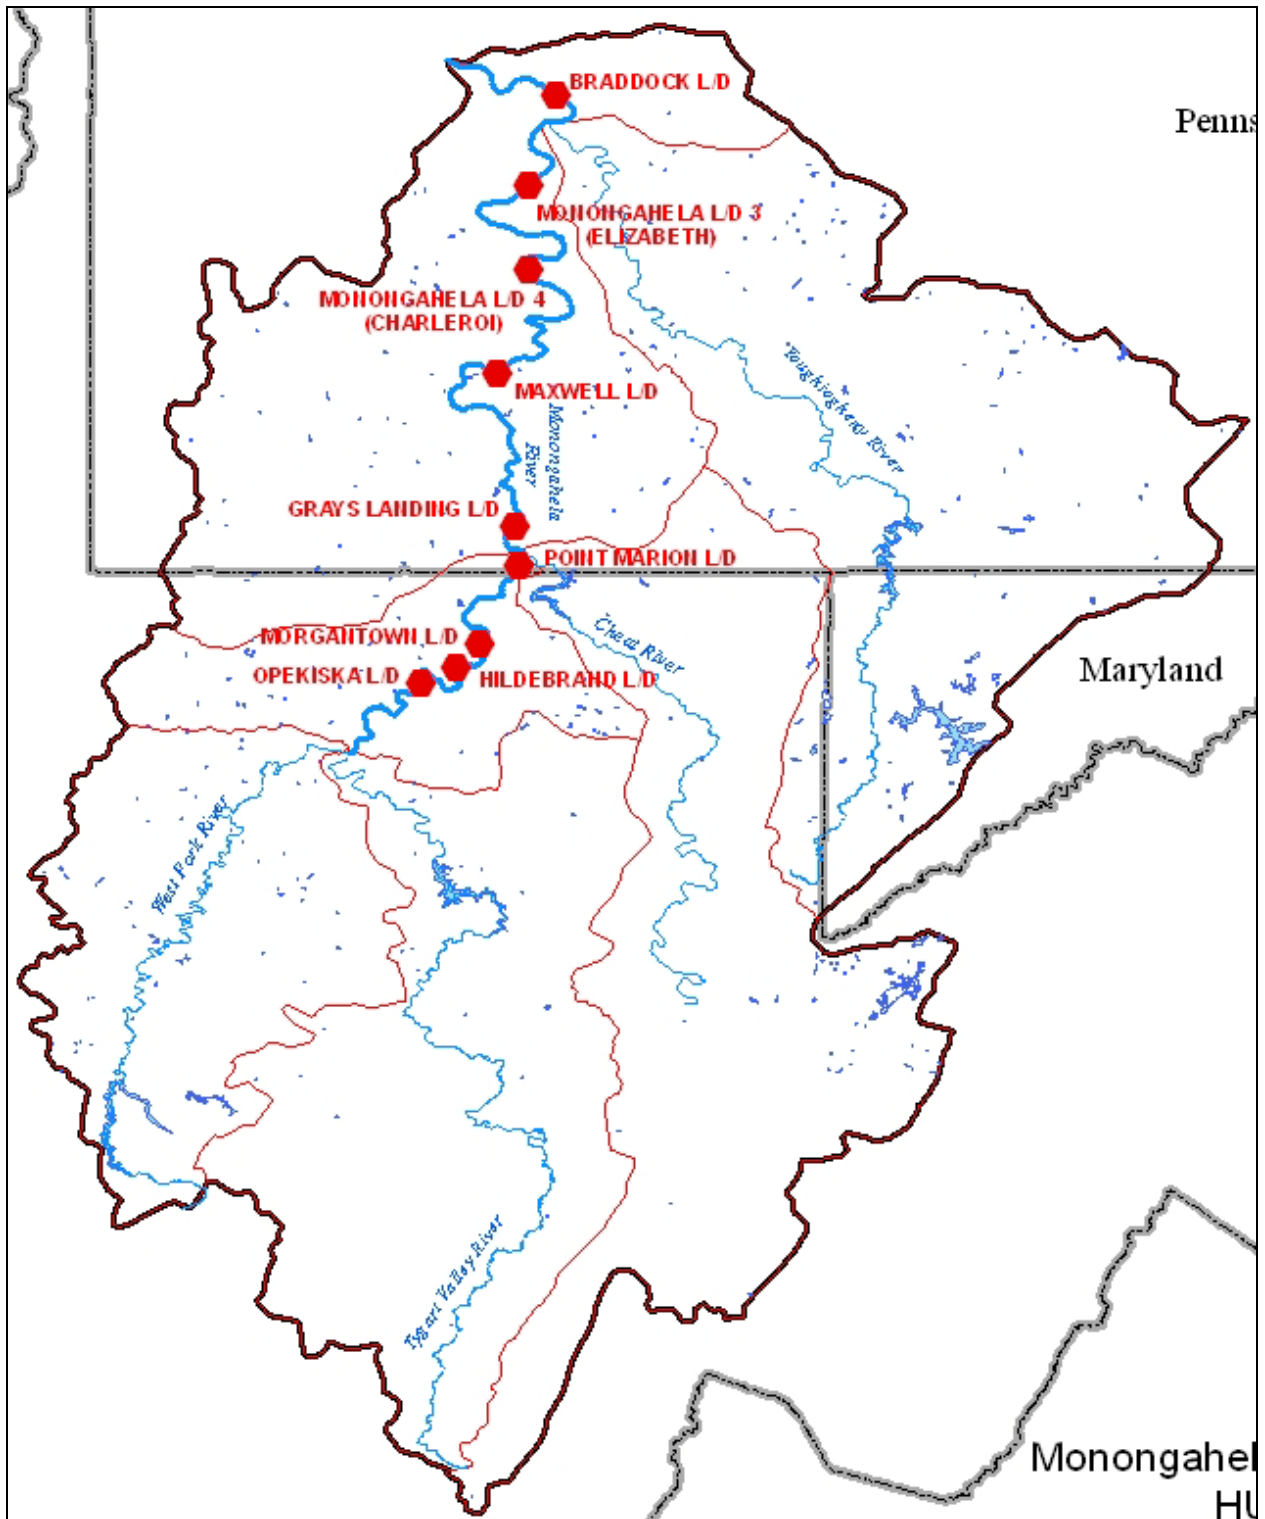 BRADDOCK L/D
Penns
MONONGAHELA L/D 3
(ELIZABETH)
MONONGAHELA L/D 4
(CHARLEROI)
MAXWELL L/D
Youghiogheny River
Monongahela
River
GRAYS LANDING L/D
POINT MARION L/D
Cheat River
MORGANTOWN L/D
OPEKISKA L/D
HILDEBRAND L/D
Maryland
West Fork River
Tygart Valley River
Monongahel
HU